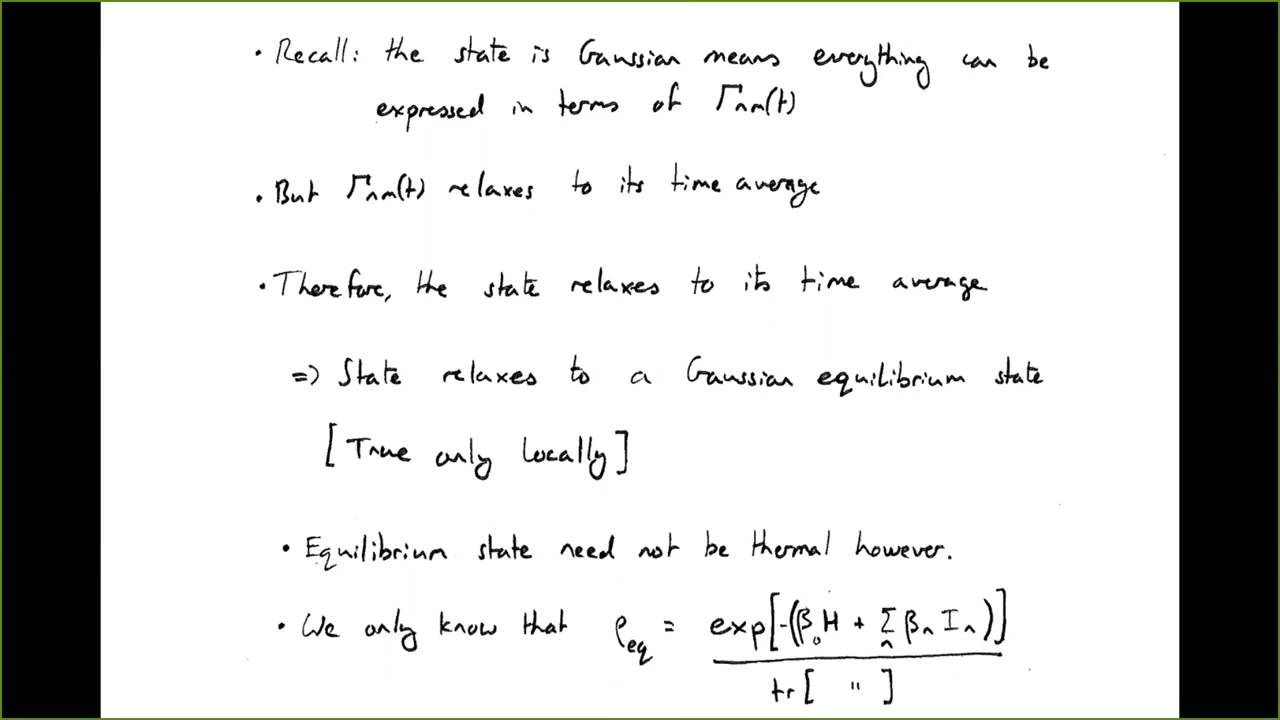 • Recall: the state is Gaussian means everything can be
expressed in terms of Γnm(t)
• But Γnm(t) relaxes to its time average
• Therefore, the state relaxes to its time average
=> State relaxes to a Gaussian equilibrium state
[True only locally]
• Equilibrium state need not be thermal however.
• We only know that ρeq = exp[-(β₀H + Σn βn In)]
tr[ " ]